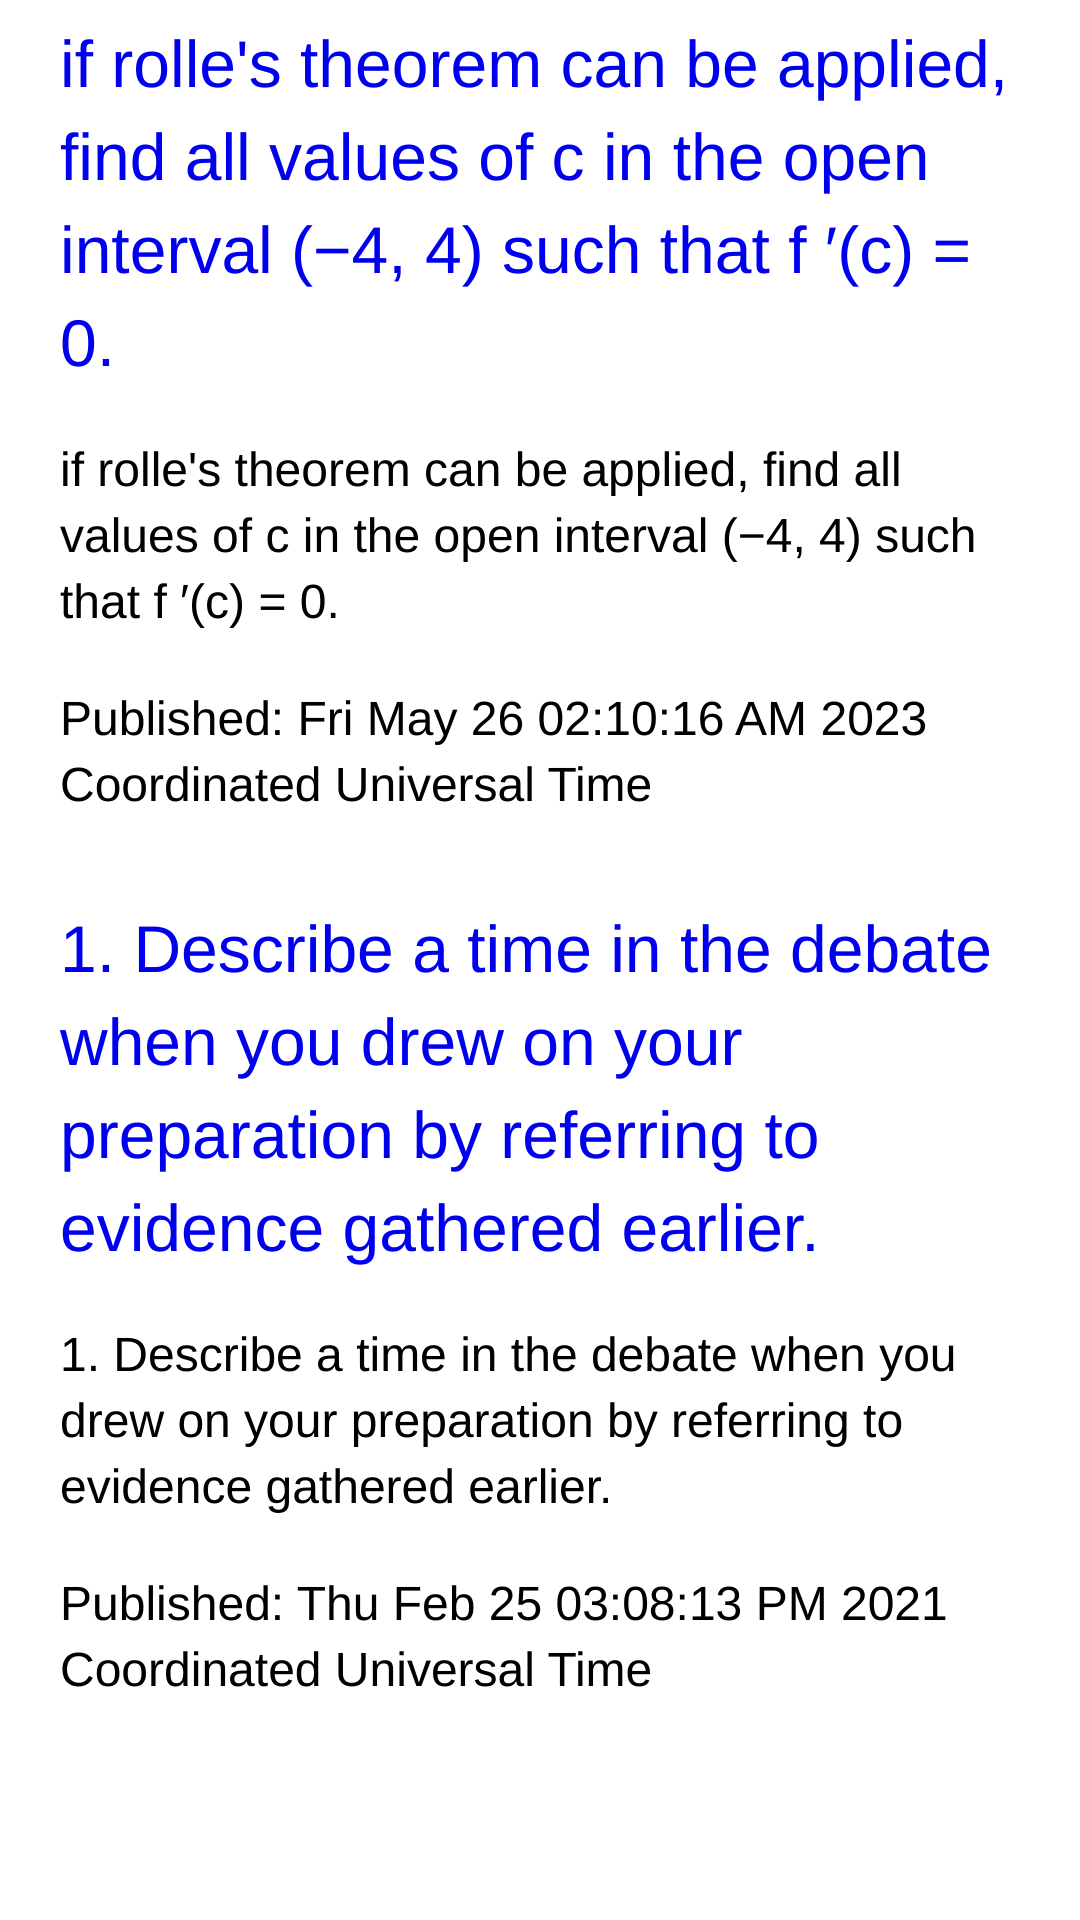 if rolle's theorem can be applied,
find all values of c in the open
interval (−4, 4) such that f ′(c) =
0.
if rolle's theorem can be applied, find all
values of c in the open interval (−4, 4) such
that f ′(c) = 0.
Published: Fri May 26 02:10:16 AM 2023
Coordinated Universal Time
1. Describe a time in the debate
when you drew on your
preparation by referring to
evidence gathered earlier.
1. Describe a time in the debate when you
drew on your preparation by referring to
evidence gathered earlier.
Published: Thu Feb 25 03:08:13 PM 2021
Coordinated Universal Time